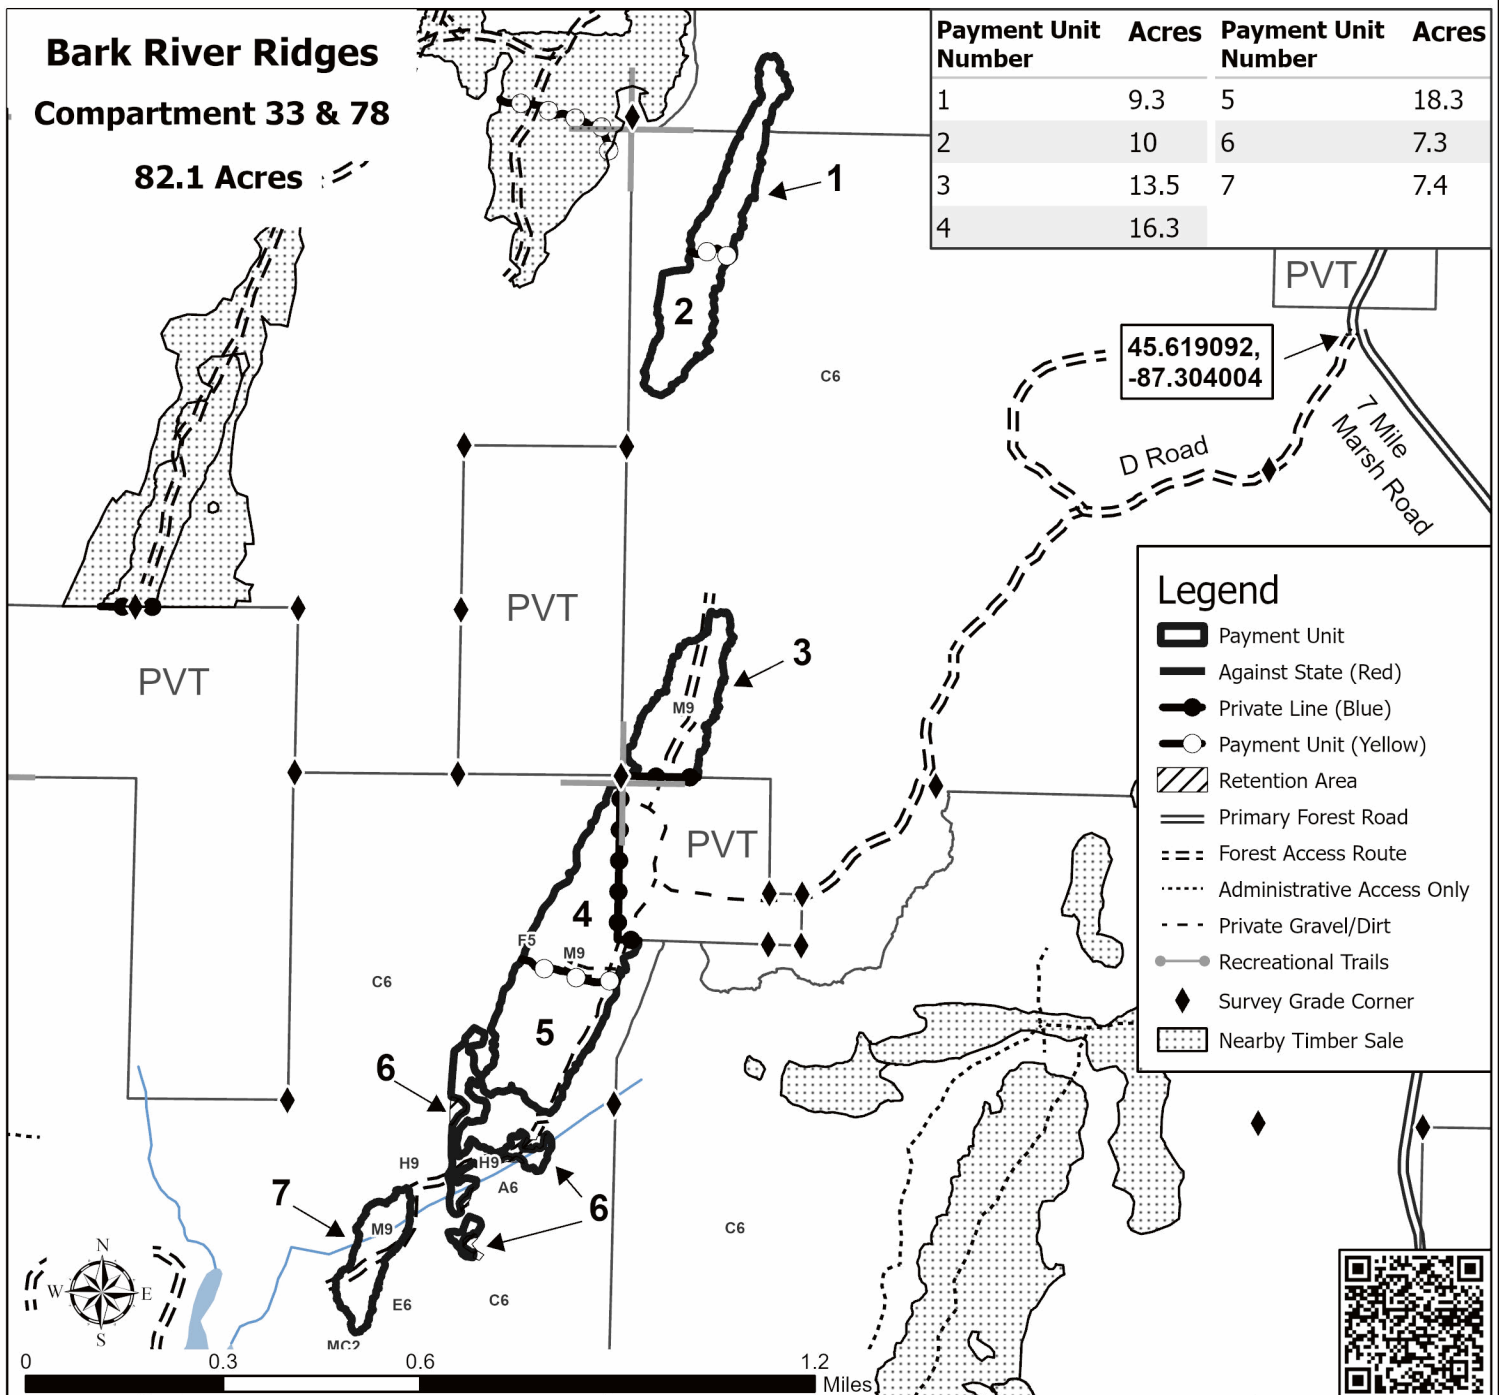 Bark River Ridges
Compartment 33 & 78
82.1 Acres
Payment Unit Number Acres Payment Unit Number Acres
1 9.3 5 18.3
2 10 6 7.3
3 13.5 7 7.4
4 16.3
1
2
C6
PVT
45.619092,
-87.304004
7 Mile
Marsh Road
D Road
PVT
PVT
3
M9
PVT
4
F5
M9
C6
5
6
H9
H9
A6
6
7
M9
C6
E6
C6
MC2
Legend
Payment Unit
Against State (Red)
Private Line (Blue)
Payment Unit (Yellow)
Retention Area
Primary Forest Road
Forest Access Route
Administrative Access Only
Private Gravel/Dirt
Recreational Trails
Survey Grade Corner
Nearby Timber Sale
N
W E
S
0 0.3 0.6 1.2
Miles